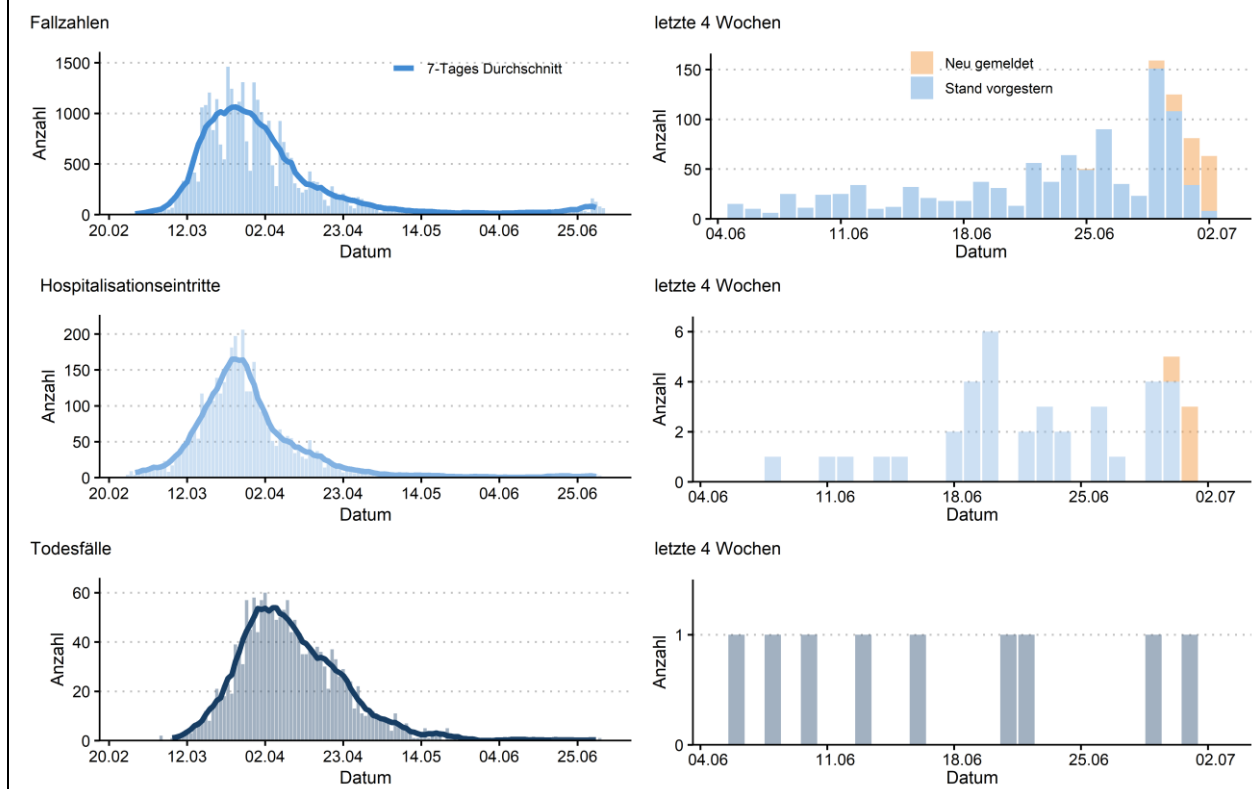 Fallzahlen
Anzahl
1500
1000
500
0
7-Tages Durchschnitt
20.02 12.03 02.04 23.04 14.05 04.06 25.06
Datum
letzte 4 Wochen
Anzahl
150
100
50
0
Neu gemeldet
Stand vorgestern
04.06 11.06 18.06 25.06 02.07
Datum
Hospitalisationseintritte
Anzahl
200
150
100
50
0
20.02 12.03 02.04 23.04 14.05 04.06 25.06
Datum
letzte 4 Wochen
Anzahl
6
4
2
0
04.06 11.06 18.06 25.06 02.07
Datum
Todesfälle
Anzahl
60
40
20
0
20.02 12.03 02.04 23.04 14.05 04.06 25.06
Datum
letzte 4 Wochen
Anzahl
1
0
04.06 11.06 18.06 25.06 02.07
Datum